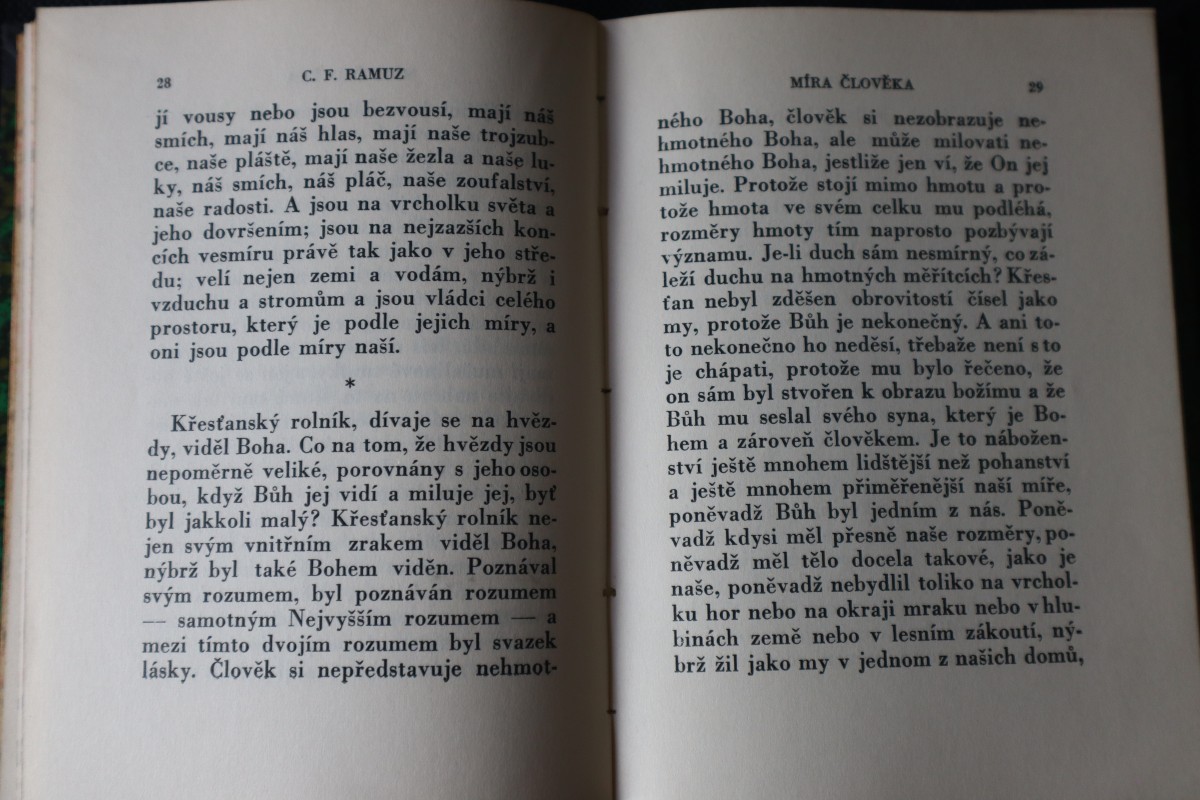 28
C. F. RAMUZ
jí vousy nebo jsou bezvousí, mají náš
smích, mají náš hlas, mají naše trojzub-
ce, naše pláště, mají naše žezla a naše lu-
ky, náš smích, náš pláč, naše zoufalství,
naše radosti. A jsou na vrcholku světa a
jeho dovršením; jsou na nejzazších kon-
cích vesmíru právě tak jako v jeho stře-
du; velí nejen zemi a vodám, nýbrž i
vzduchu a stromům a jsou vládci celého
prostoru, který je podle jejich míry, a
oni jsou podle míry naší.
*
Křesťanský rolník, dívaje se na hvěz-
dy, viděl Boha. Co na tom, že hvězdy jsou
nepoměrně veliké, porovnány s jeho oso-
bou, když Bůh jej vidí a miluje jej, byť
byl jakkoli malý? Křesťanský rolník ne-
jen svým vnitřním zrakem viděl Boha,
nýbrž byl také Bohem viděn. Poznával
svým rozumem, byl poznáván rozumem
— samotným Nejvyšším rozumem — a
mezi tímto dvojím rozumem byl svazek
lásky. Člověk si nepředstavuje nehmot-
MÍRA ČLOVĚKA
29
ného Boha, člověk si nezobrazuje ne-
hmotného Boha, ale může milovati ne-
hmotného Boha, jestliže jen ví, že On jej
miluje. Protože stojí mimo hmotu a pro-
tože hmota ve svém celku mu podléhá,
rozměry hmoty tím naprosto pozbývají
významu. Je-li duch sám nesmírný, co zá-
leží duchu na hmotných měřítcích? Křes-
ťan nebyl zděšen obrovitostí čísel jako
my, protože Bůh je nekonečný. A ani to-
to nekonečno ho neděsí, třebaže není s to
je chápati, protože mu bylo řečeno, že
on sám byl stvořen k obrazu božímu a že
Bůh mu seslal svého syna, který je Bo-
hem a zároveň člověkem. Je to nábožen-
ství ještě mnohem lidštější než pohanství
a ještě mnohem přiměřenější naší míře,
poněvadž Bůh byl jedním z nás. Poně-
vadž kdysi měl přesně naše rozměry, po-
něvadž měl tělo docela takové, jako je
naše, poněvadž nebydlil toliko na vrchol-
ku hor nebo na okraji mraku nebo v hlu-
binách země nebo v lesním zákoutí, ný-
brž žil jako my v jednom z našich domů,